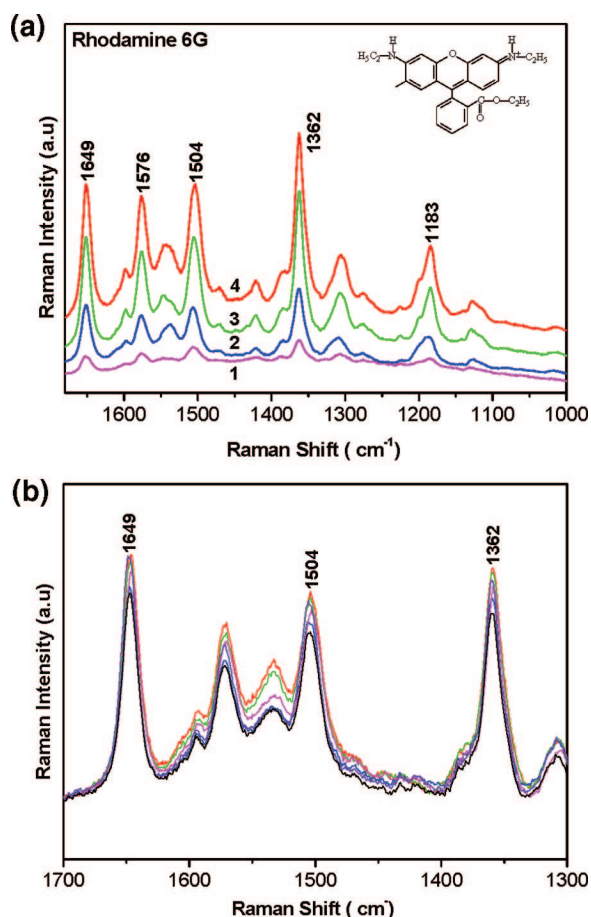 (a)
Rhodamine 6G
H
H
H5C2—N
O
N+—C2H5
C—O—C2H5
O
1649
1576
1504
1362
1183
4
3
2
1
Raman Intensity (a.u)
1600 1500 1400 1300 1200 1100 1000
Raman Shift ( cm-1)
(b)
1649
1504
1362
Raman Intensity (a.u)
1700 1600 1500 1400 1300
Raman Shift ( cm-)